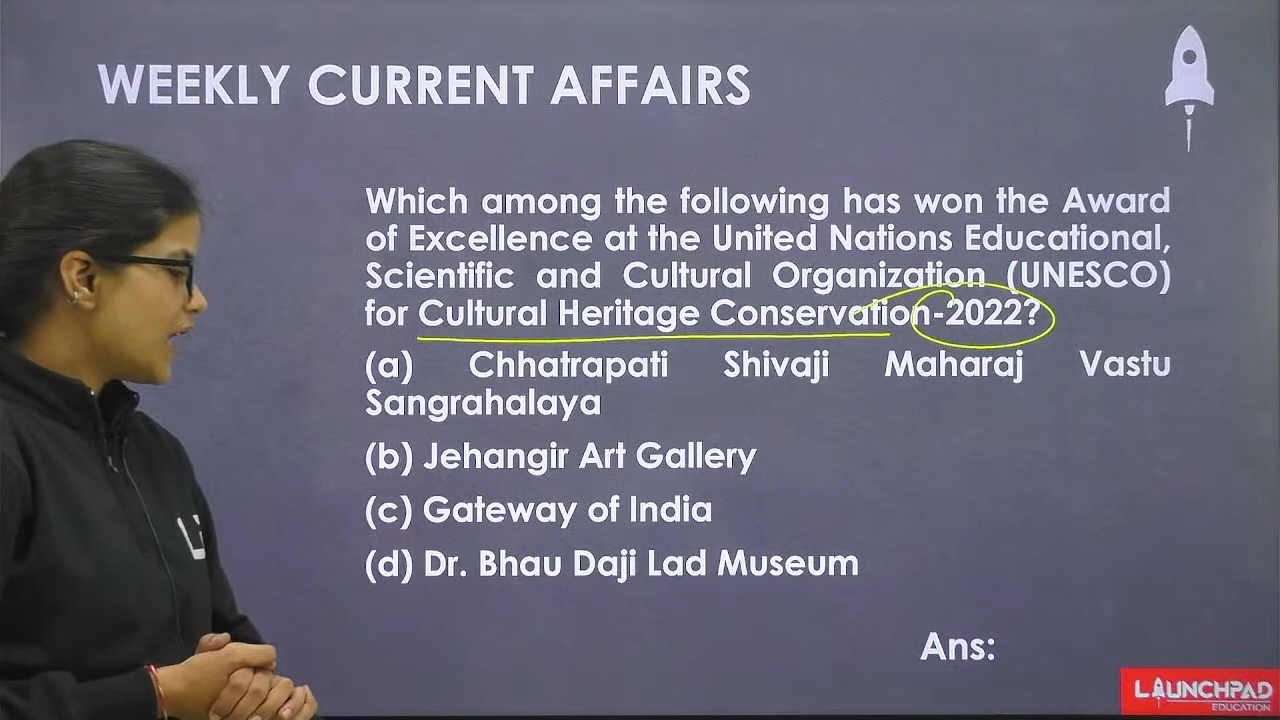 WEEKLY CURRENT AFFAIRS
Which among the following has won the Award
of Excellence at the United Nations Educational,
Scientific and Cultural Organization (UNESCO)
for Cultural Heritage Conservation-2022?
(a) Chhatrapati Shivaji Maharaj Vastu
Sangrahalaya
(b) Jehangir Art Gallery
(c) Gateway of India
(d) Dr. Bhau Daji Lad Museum
Ans:
LAUNCHPAD
EDUCATION